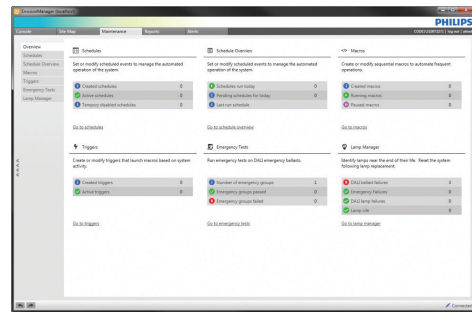 EnvisionManager (localhost)
PHILIPS
Console Site Map Maintenance Reports Alerts
Overview
Schedules
Schedule Overview
Macros
Triggers
Emergency Tests
Lamp Manager
Schedules
Set or modify scheduled events to manage the automated operation of the system.
Created schedules 0
Active schedules 0
Temporary disabled schedules 0
Go to schedules
Schedule Overview
Set or modify scheduled events to manage the automated operation of the system.
Schedules run today 0
Pending schedules for today 0
Last run schedule
Go to schedule overview
Macros
Create or modify sequential macros to automate frequent operations.
Created macros 0
Running macros 0
Paused macros 0
Go to macros
Triggers
Create or modify triggers that launch macros based on system activity.
Created triggers 0
Active triggers 0
Go to triggers
Emergency Tests
Run emergency tests on DALI emergency ballasts.
Number of emergency groups 1
Emergency groups passed 0
Emergency groups failed 0
Go to emergency tests
Lamp Manager
Identify lamps near the end of their life. Reset the system following lamp replacement.
DALI ballast failures 3
Emergency Failures 0
DALI lamp failures 0
Lamp Life 0
Go to lamp manager
Connected